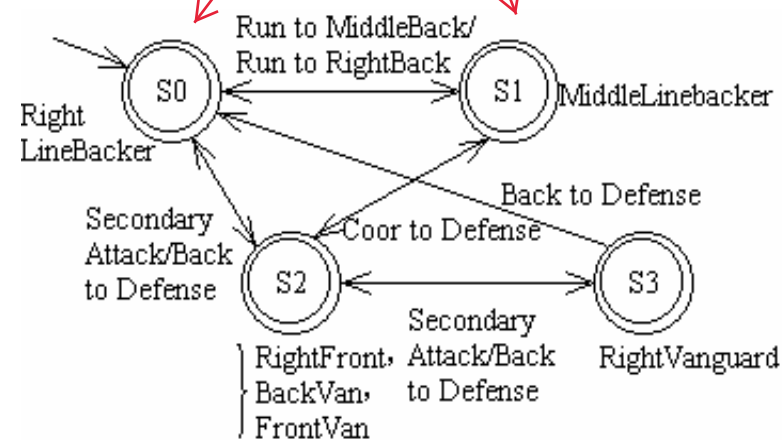 Run to MiddleBack/
Run to RightBack
S0
S1
MiddleLinebacker
Right
LineBacker
Back to Defense
Secondary
Attack/Back
to Defense
Coor to Defense
S2
S3
Secondary
Attack/Back
to Defense
RightFront,
BackVan,
FrontVan
RightVanguard